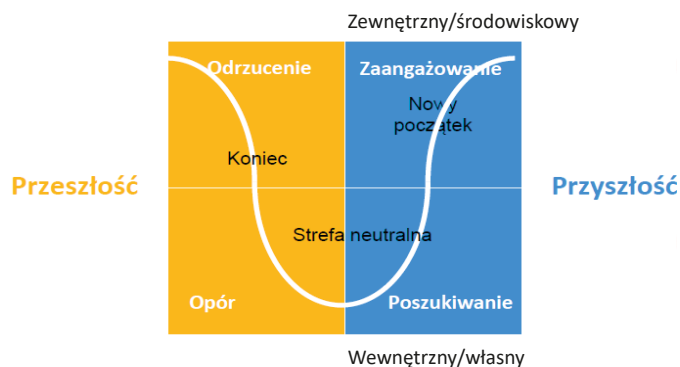 Zewnętrzny/środowiskowy
Odrzucenie
Zaangażowanie
Nowy
początek
Koniec
Przeszłość
Przyszłość
Strefa neutralna
Opór
Poszukiwanie
Wewnętrzny/własny